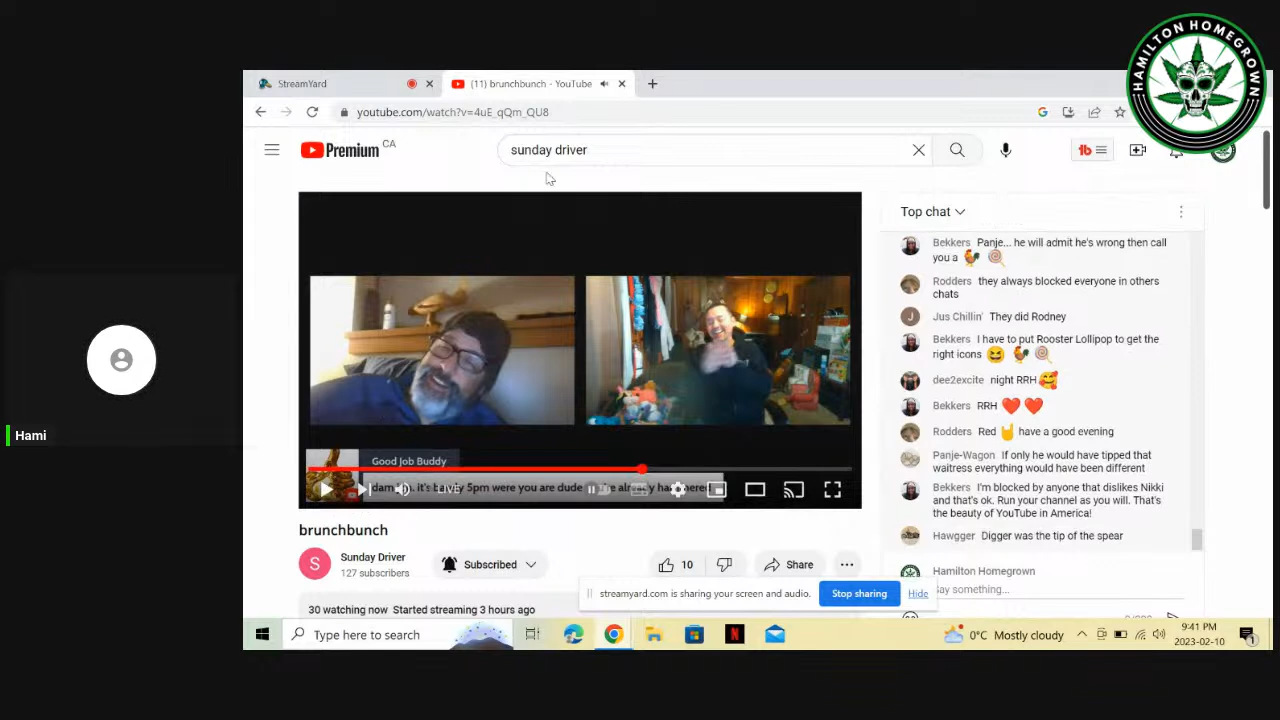 HAMILTON HOMEGROWN
StreamYard
(11) brunchbunch - YouTube
youtube.com/watch?v=4uE_qQm_QU8
Premium CA
sunday driver
Top chat
Bekkers Panje... he will admit he's wrong then call
you a
Rodders they always blocked everyone in others
chats
Jus Chillin' They did Rodney
Bekkers I have to put Rooster Lollipop to get the
right icons
dee2excite night RRH
Bekkers RRH
Rodders Red have a good evening
Panje-Wagon If only he would have tipped that
waitress everything would have been different
Bekkers I'm blocked by anyone that dislikes Nikki
and that's ok. Run your channel as you will. That's
the beauty of YouTube in America!
Hawgger Digger was the tip of the spear
Hamilton Homegrown
Say something...
Hami
Good Job Buddy
it's barley 5pm were you are dude
LIVE
brunchbunch
S
Sunday Driver
127 subscribers
Subscribed
10
Share
30 watching now Started streaming 3 hours ago
streamyard.com is sharing your screen and audio.
Stop sharing
Hide
Type here to search
0°C Mostly cloudy
9:41 PM
2023-02-10
1